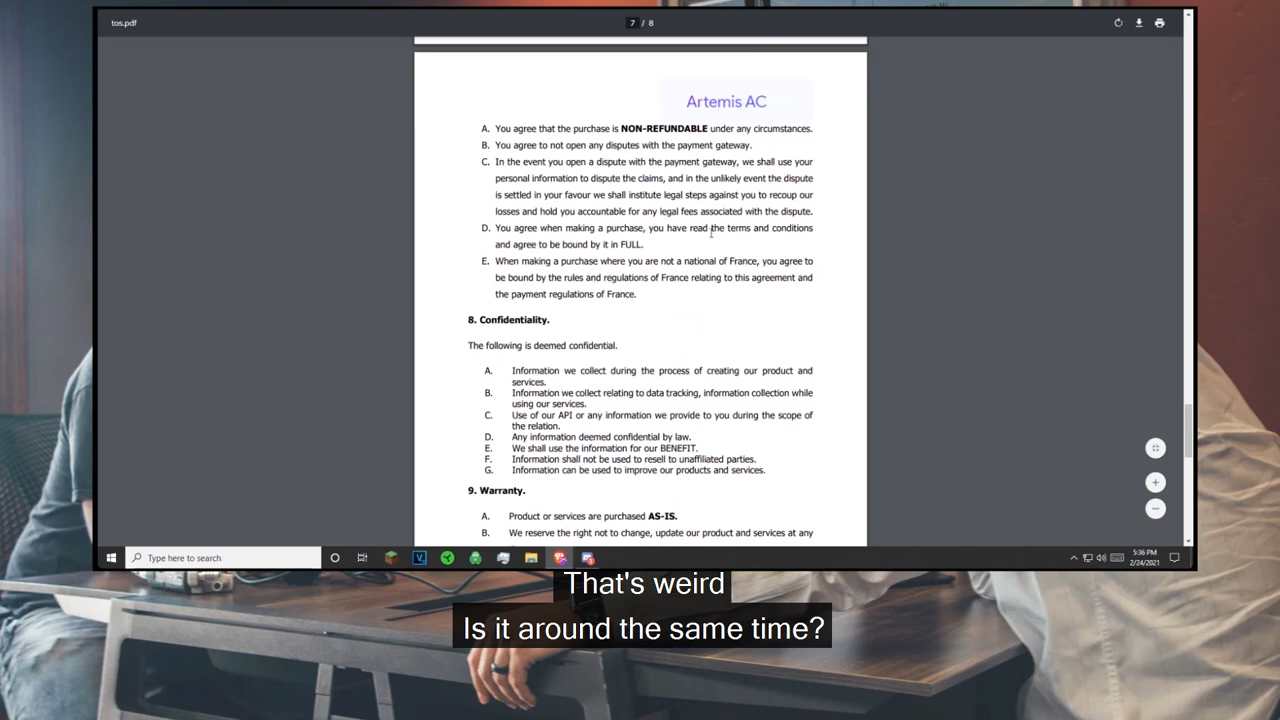 tos.pdf
7 / 8
Artemis AC
A. You agree that the purchase is NON-REFUNDABLE under any circumstances.
B. You agree to not open any disputes with the payment gateway.
C. In the event you open a dispute with the payment gateway, we shall use your
personal information to dispute the claims, and in the unlikely event the dispute
is settled in your favour we shall institute legal steps against you to recoup our
losses and hold you accountable for any legal fees associated with the dispute.
D. You agree when making a purchase, you have read the terms and conditions
and agree to be bound by it in FULL.
E. When making a purchase where you are not a national of France, you agree to
be bound by the rules and regulations of France relating to this agreement and
the payment regulations of France.
8. Confidentiality.
The following is deemed confidential.
A. Information we collect during the process of creating our product and
services.
B. Information we collect relating to data tracking, information collection while
using our services.
C. Use of our API or any information we provide to you during the scope of
the relation.
D. Any information deemed confidential by law.
E. We shall use the information for our BENEFIT.
F. Information shall not be used to resell to unaffiliated parties.
G. Information can be used to improve our products and services.
9. Warranty.
A. Product or services are purchased AS-IS.
B. We reserve the right not to change, update our product and services at any
Type here to search
5:36 PM
2/24/2021
That's weird
Is it around the same time?